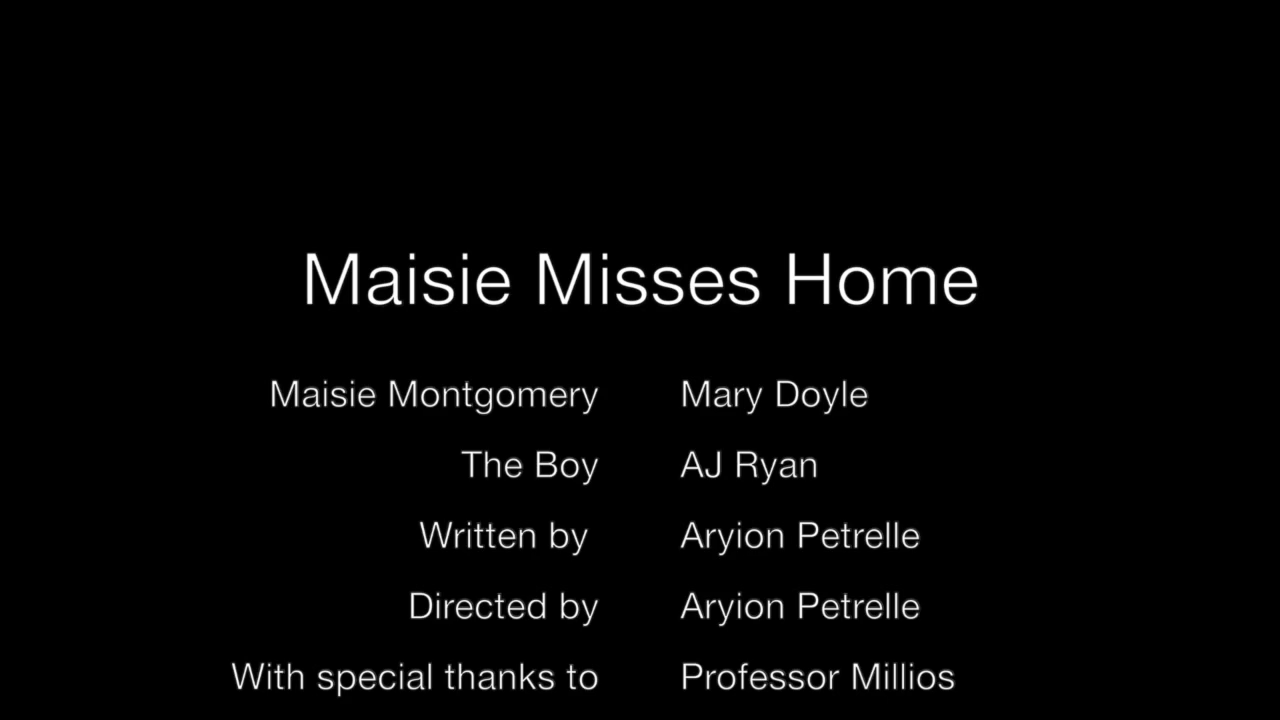 Maisie Misses Home
Maisie Montgomery Mary Doyle
The Boy AJ Ryan
Written by Aryion Petrelle
Directed by Aryion Petrelle
With special thanks to Professor Millios